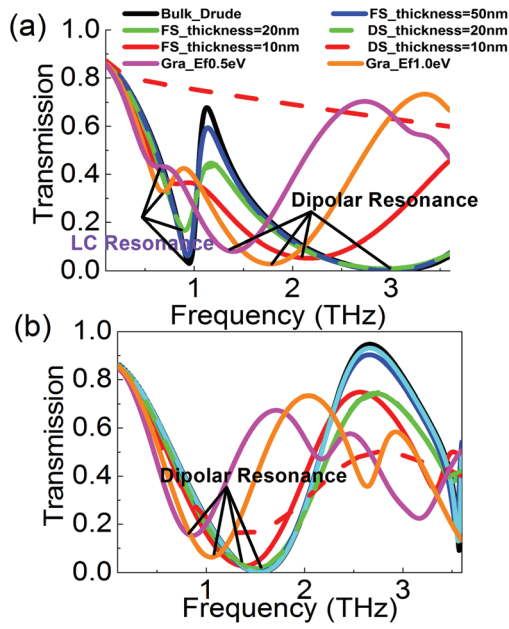 (a)
Bulk_Drude FS_thickness=50nm
FS_thickness=20nm DS_thickness=20nm
FS_thickness=10nm DS_thickness=10nm
Gra_Ef0.5eV Gra_Ef1.0eV
1.0
0.8
0.6
0.4
0.2
0.0
Transmission
Dipolar Resonance
LC Resonance
1 2 3
Frequency (THz)
(b)
1.0
0.8
0.6
0.4
0.2
0.0
Transmission
Dipolar Resonance
1 2 3
Frequency (THz)